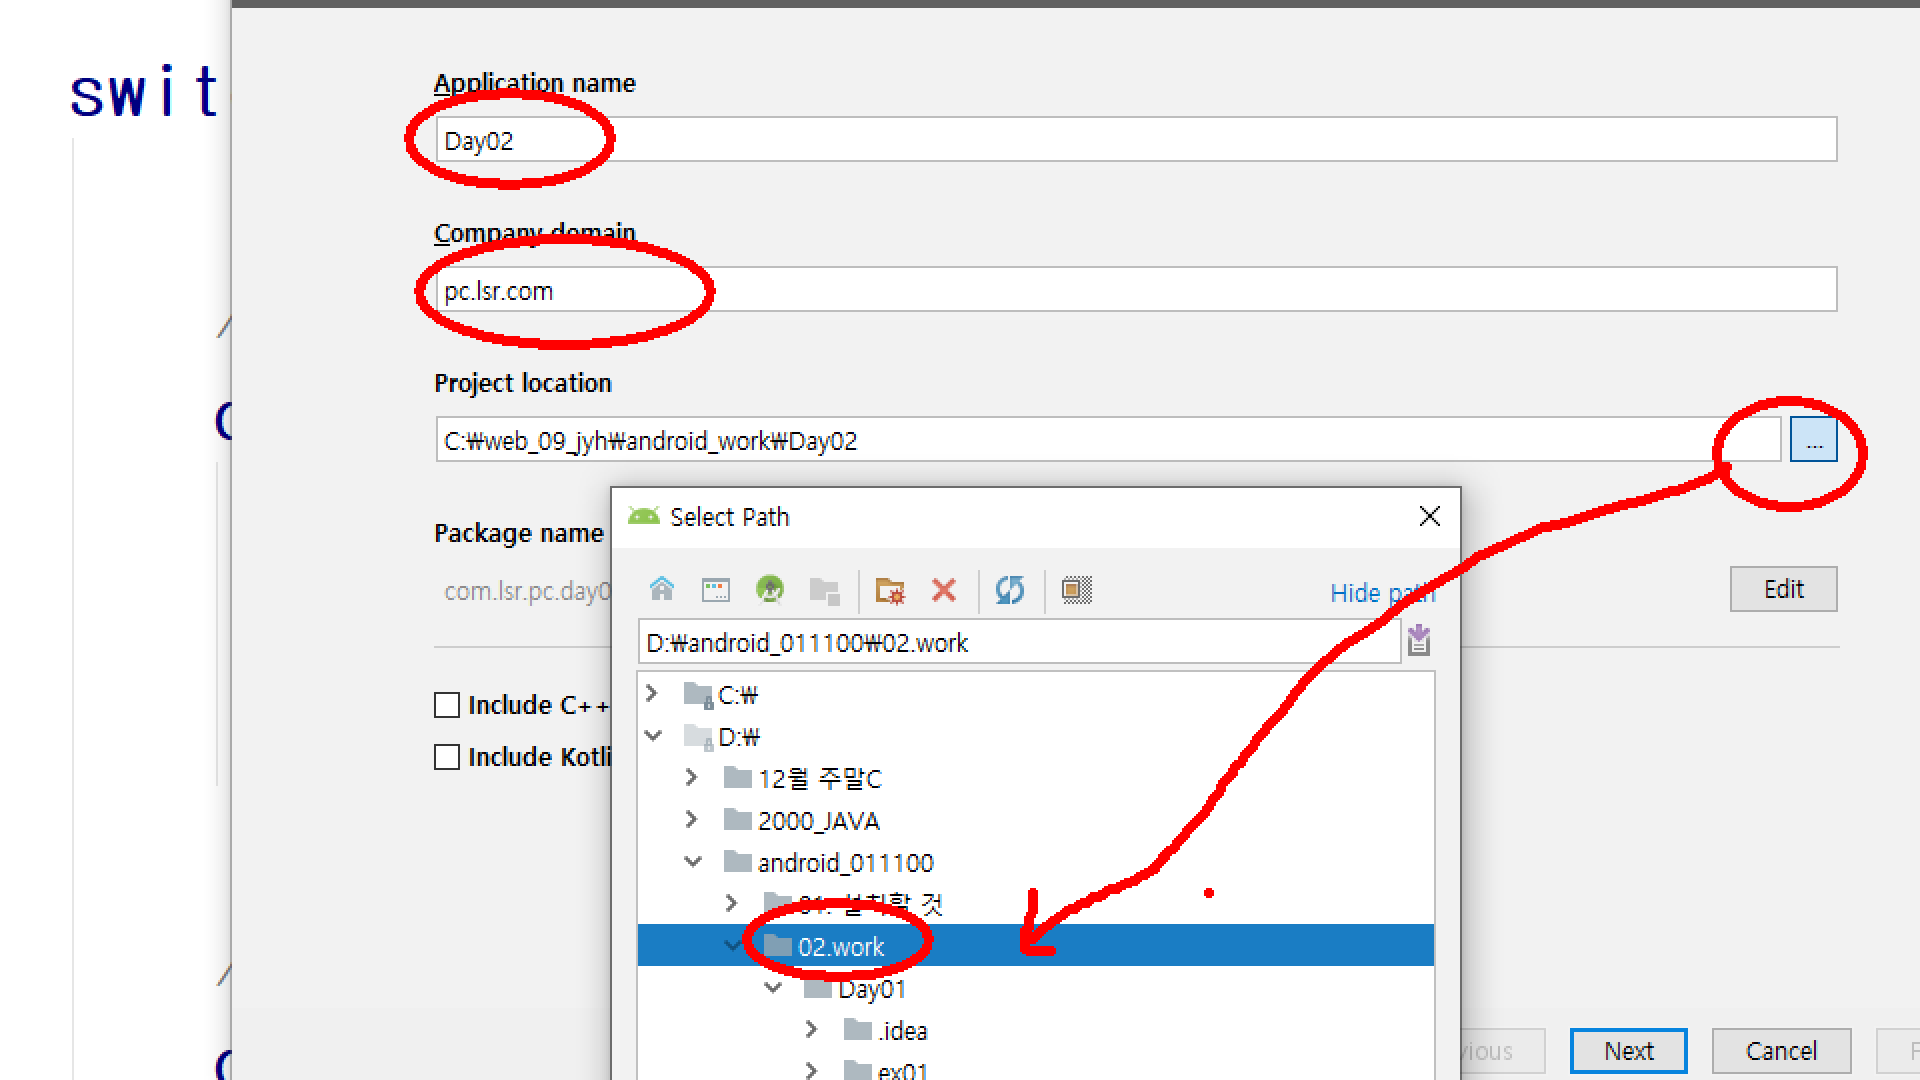 swit
Application name
Day02
Company domain
pc.lsr.com
Project location
C:₩web_09_jyh₩android_work₩Day02
...
Package name
com.lsr.pc.day0
Edit
Include C++
Include Kotli
Select Path
Hide path
D:₩android_011100₩02.work
C:₩
D:₩
12월 주말C
2000_JAVA
android_011100
01. 설치할 것
02.work
Day01
.idea
ex01
vious
Next
Cancel